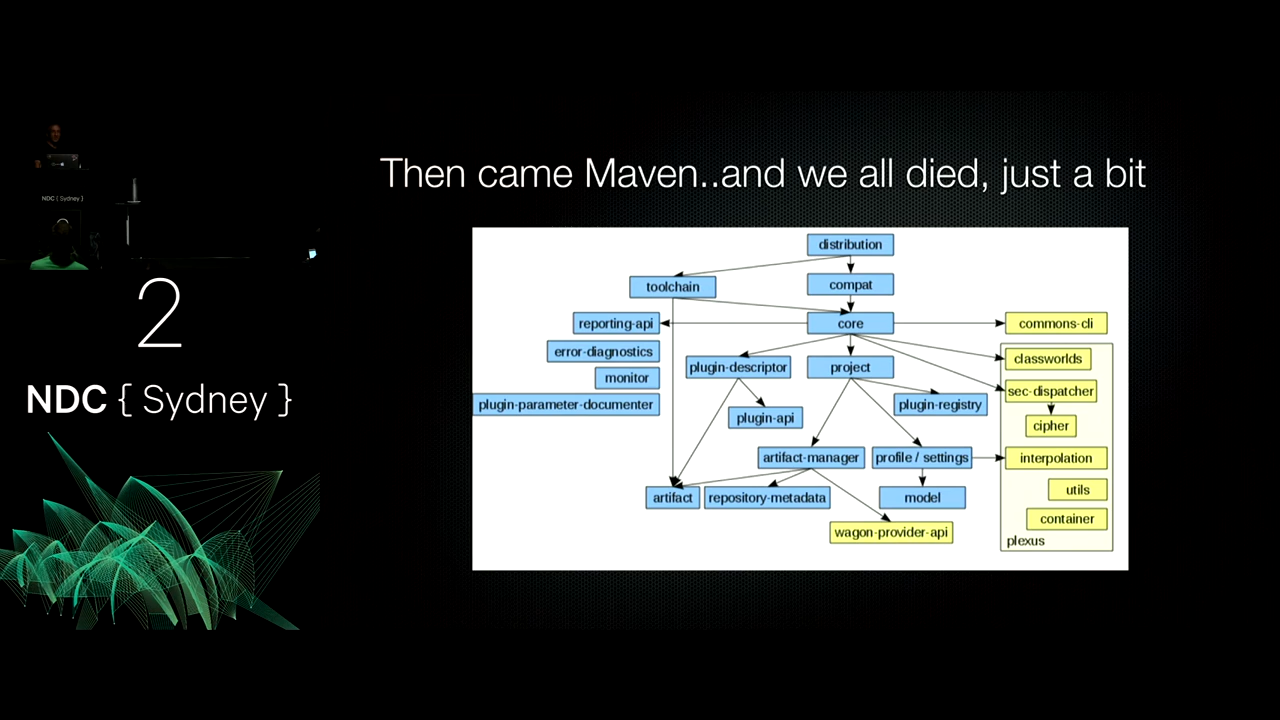 Then came Maven..and we all died, just a bit
NDC { Sydney }
2
NDC { Sydney }
distribution
toolchain
compat
reporting-api
core
commons-cli
error-diagnostics
plugin-descriptor
project
classworlds
monitor
sec-dispatcher
plugin-parameter-documenter
plugin-api
plugin-registry
cipher
artifact-manager
profile / settings
interpolation
artifact
repository-metadata
model
utils
wagon-provider-api
container
plexus